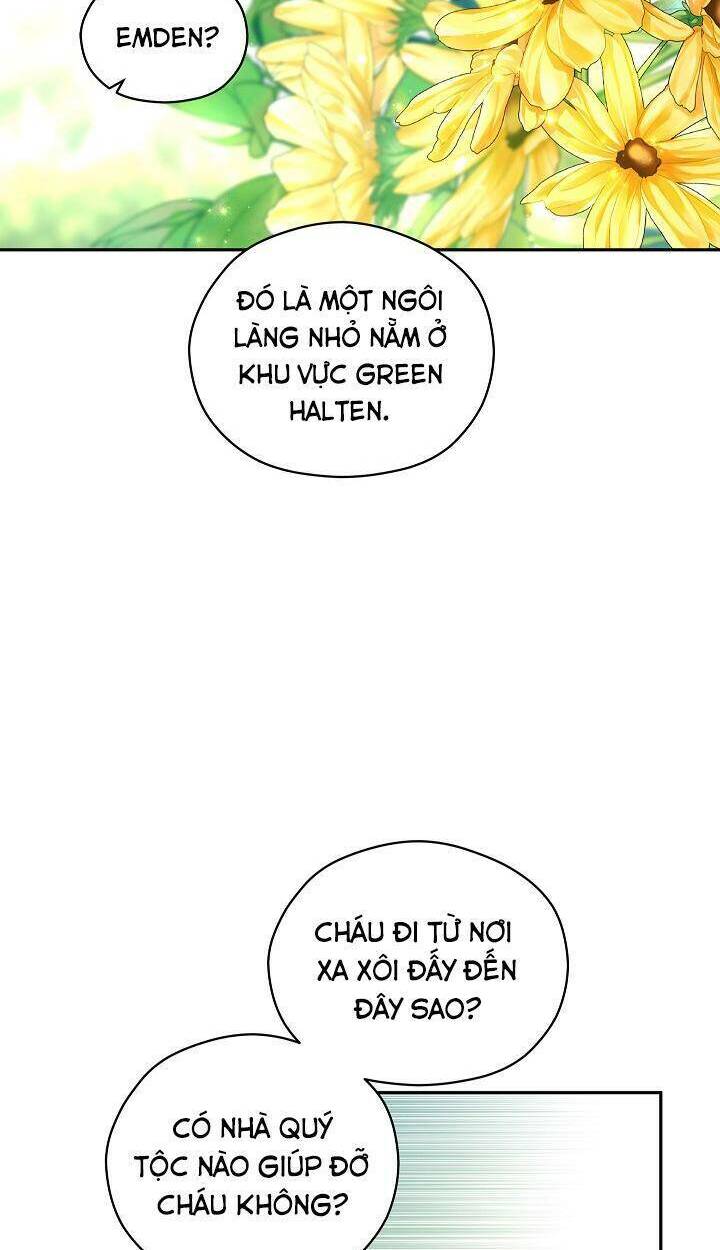 EMDEN?
ĐÓ LÀ MỘT NGÔI
LÀNG NHỎ NẰM Ở
KHU VỰC GREEN
HALTEN.
CHÁU ĐI TỪ NƠI
XA XÔI ĐẤY ĐẾN
ĐÂY SAO?
CÓ NHÀ QUÝ
TỘC NÀO GIÚP ĐỠ
CHÁU KHÔNG?